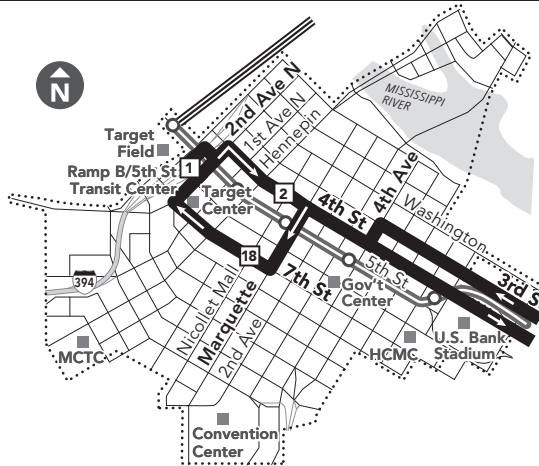 N
MISSISSIPPI
RIVER
2nd Ave N
1st Ave N
Hennepin
Target
Field
Ramp B/5th St
Transit Center
1
Target
Center
2
4th St
4th Ave
Washington
3rd S
18
7th St
5th St
Gov't
Center
394
Nicollet Mall
Marquette
2nd Ave
MCTC
HCMC
U.S. Bank
Stadium
Convention
Center